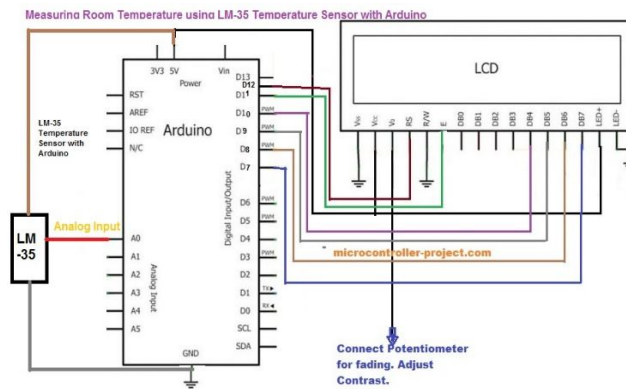 Measuring Room Temperature using LM-35 Temperature Sensor with Arduino
3V3
5V
Vin
Power
RST
AREF
IO REF
N/C
LM-35
Temperature
Sensor with
Arduino
Arduino
D13
D12
D11
D10
D9
D8
D7
D6
D5
D4
D3
D2
D1
D0
SCL
SDA
PWM
PWM
PWM
PWM
PWM
PWM
TX
RX
Digital Input/Output
Analog Input
LM
-35
Analog Input
A0
A1
A2
A3
A4
A5
GND
LCD
Vss
Vcc
V0
RS
R/W
E
DB0
DB1
DB2
DB3
DB4
DB5
DB6
DB7
LED+
LED-
microcontroller-project.com
Connect Potentiometer
for fading. Adjust
Contrast.